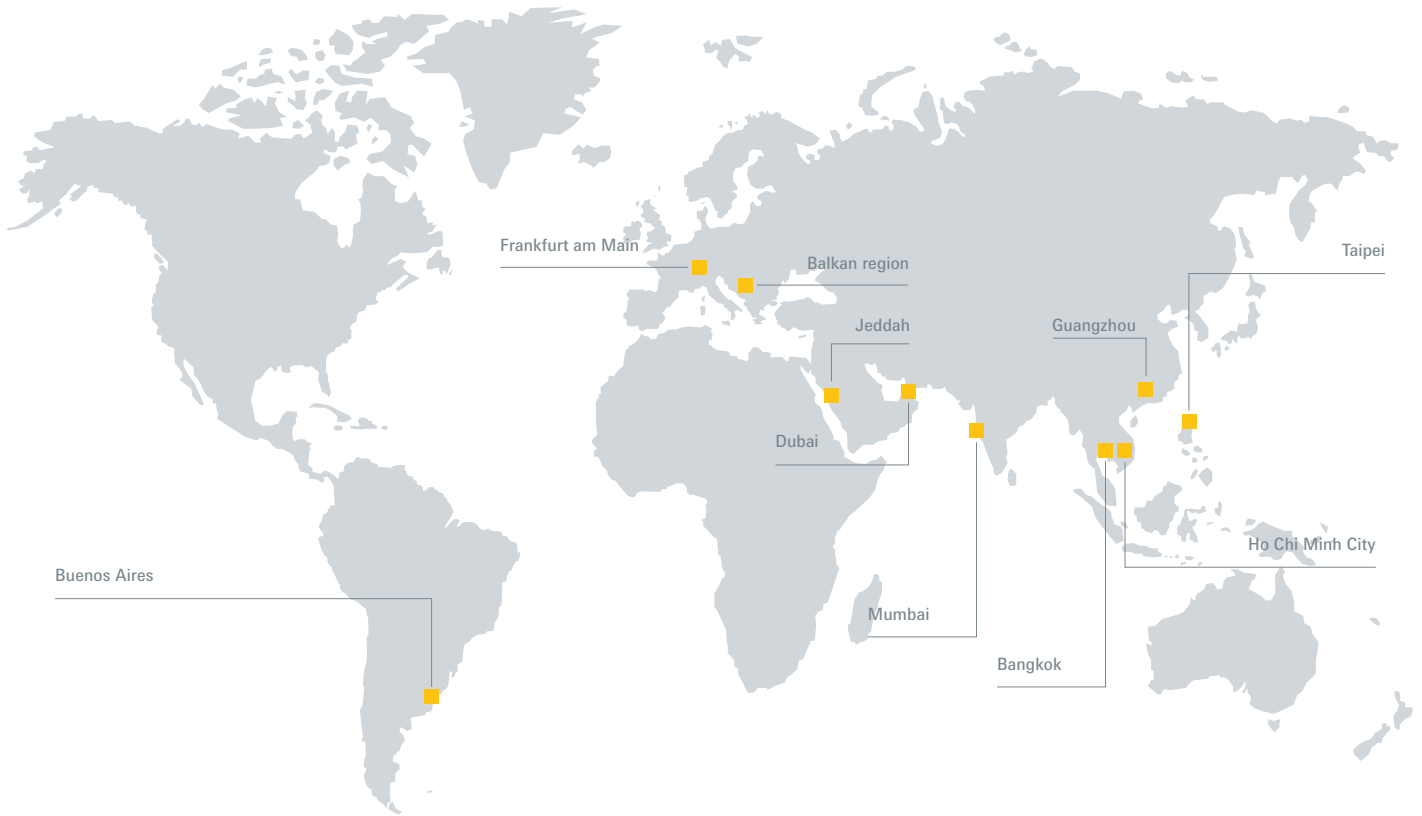 Frankfurt am Main
Taipei
Balkan region
Jeddah
Guangzhou
Dubai
Ho Chi Minh City
Buenos Aires
Mumbai
Bangkok